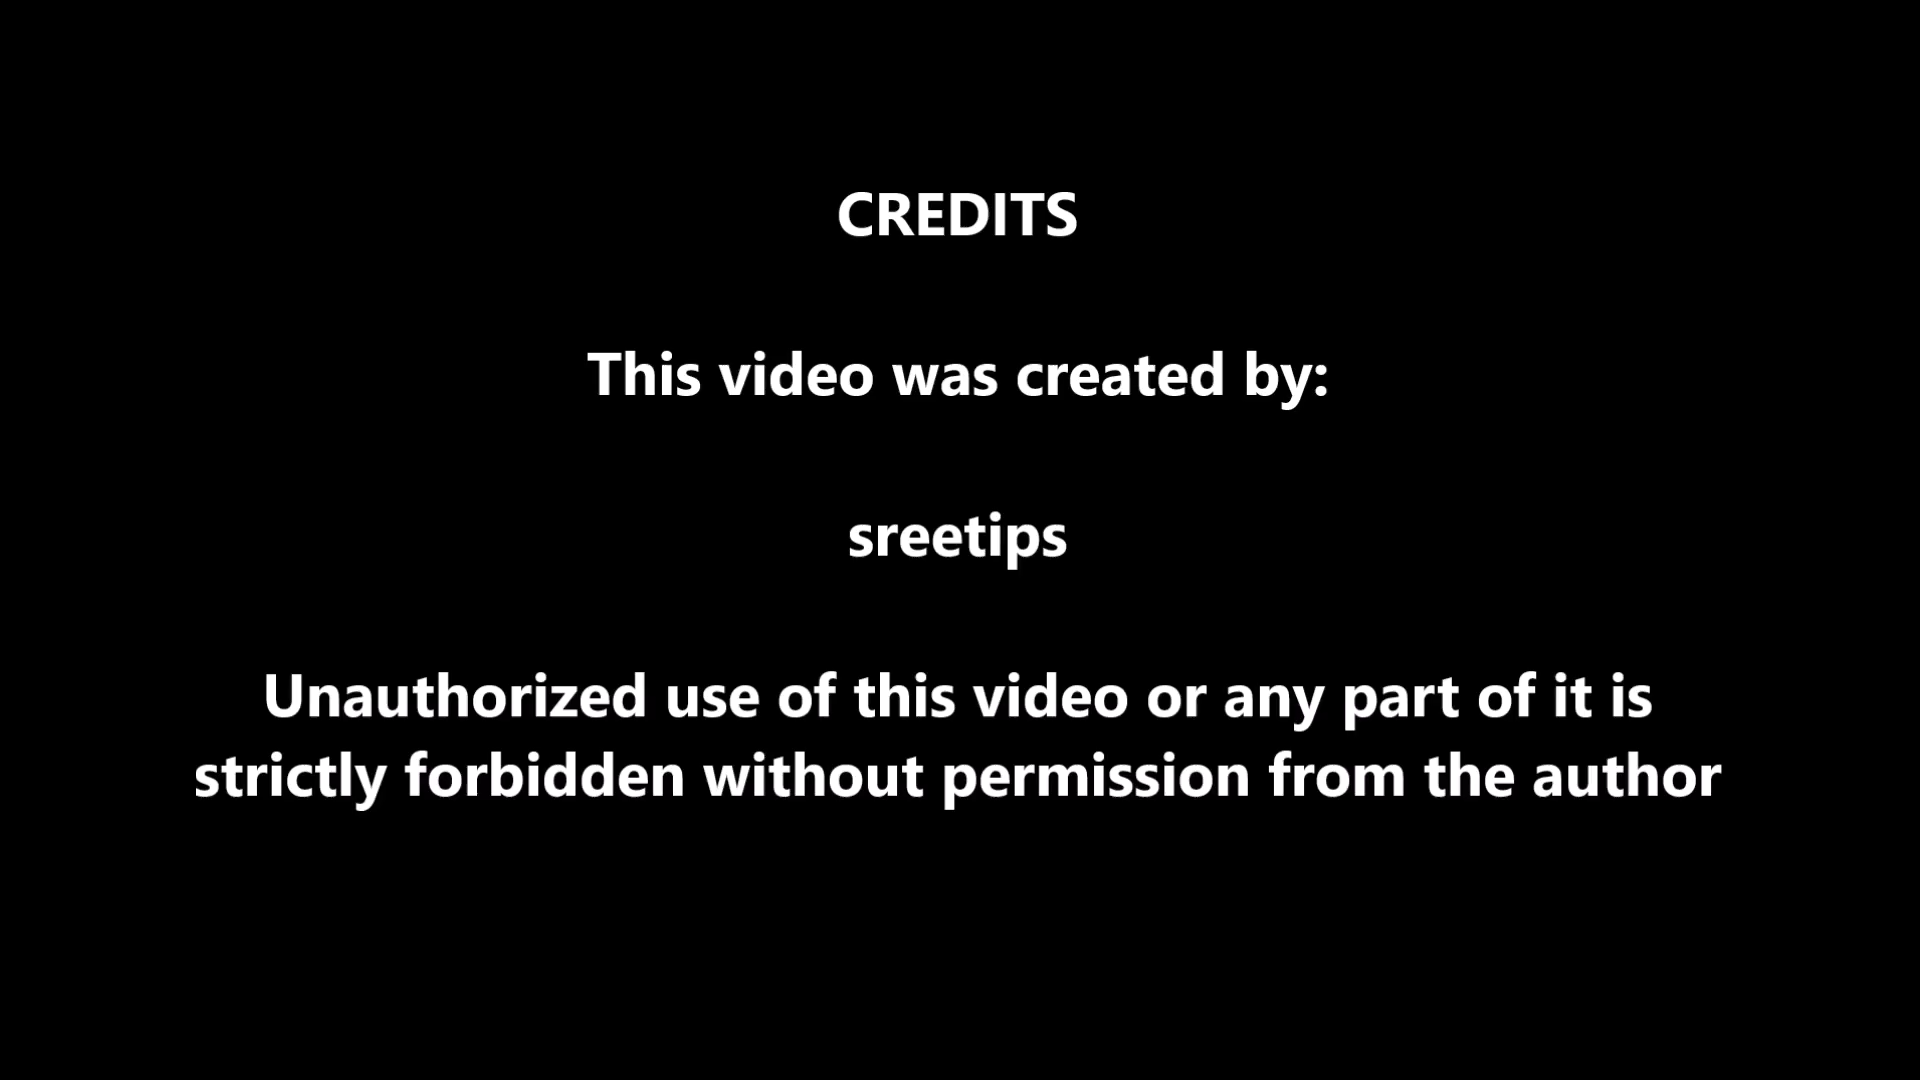 CREDITS
This video was created by:
sreetips
Unauthorized use of this video or any part of it is
strictly forbidden without permission from the author